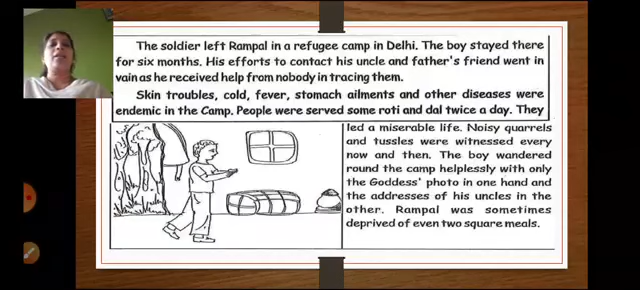 The soldier left Rampal in a refugee camp in Delhi. The boy stayed there
for six months. His efforts to contact his uncle and father's friend went in
vain as he received help from nobody in tracing them.
Skin troubles, cold, fever, stomach ailments and other diseases were
endemic in the Camp. People were served some roti and dal twice a day. They
led a miserable life. Noisy quarrels
and tussles were witnessed every
now and then. The boy wandered
round the camp helplessly with only
the Goddess' photo in one hand and
the addresses of his uncles in the
other. Rampal was sometimes
deprived of even two square meals.